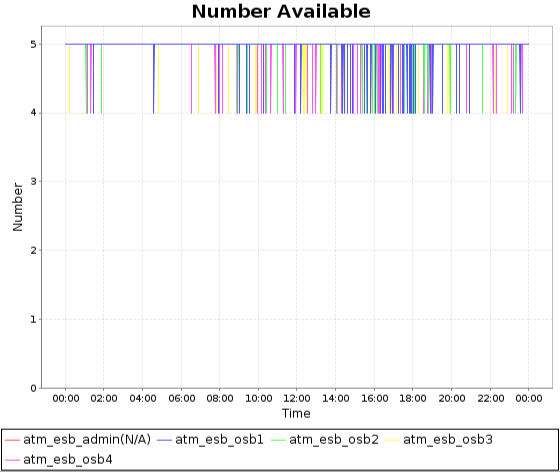 Number Available
5
4
3
2
1
0
Number
00:00 02:00 04:00 06:00 08:00 10:00 12:00 14:00 16:00 18:00 20:00 22:00 00:00
Time
atm_esb_admin(N/A) atm_esb_osb1 atm_esb_osb2 atm_esb_osb3
atm_esb_osb4